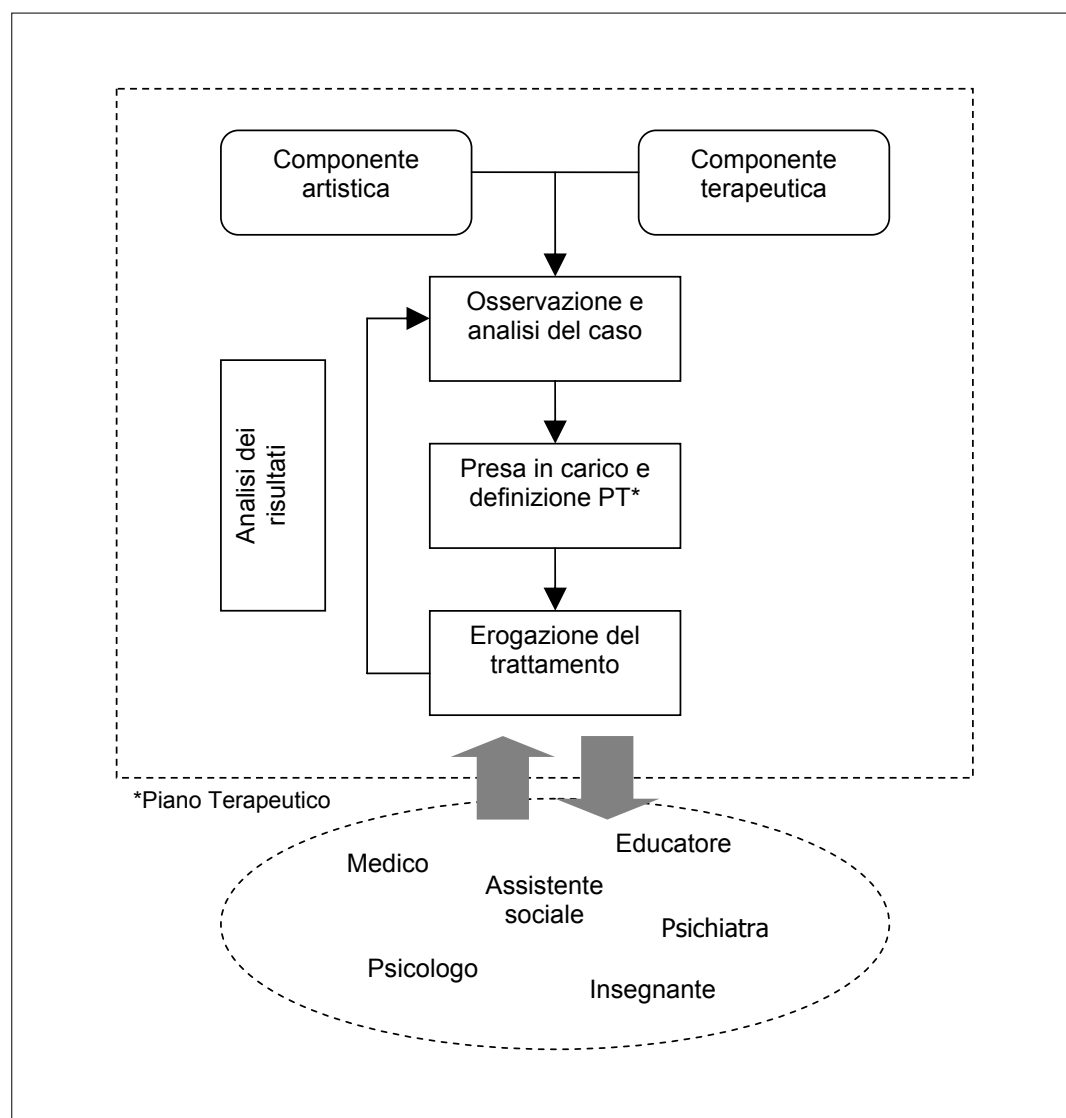 Componente
artistica
Componente
terapeutica
Osservazione e
analisi del caso
Analisi dei
risultati
Presa in carico e
definizione PT*
Erogazione del
trattamento
*Piano Terapeutico
Educatore
Medico
Assistente
sociale
Psichiatra
Psicologo
Insegnante